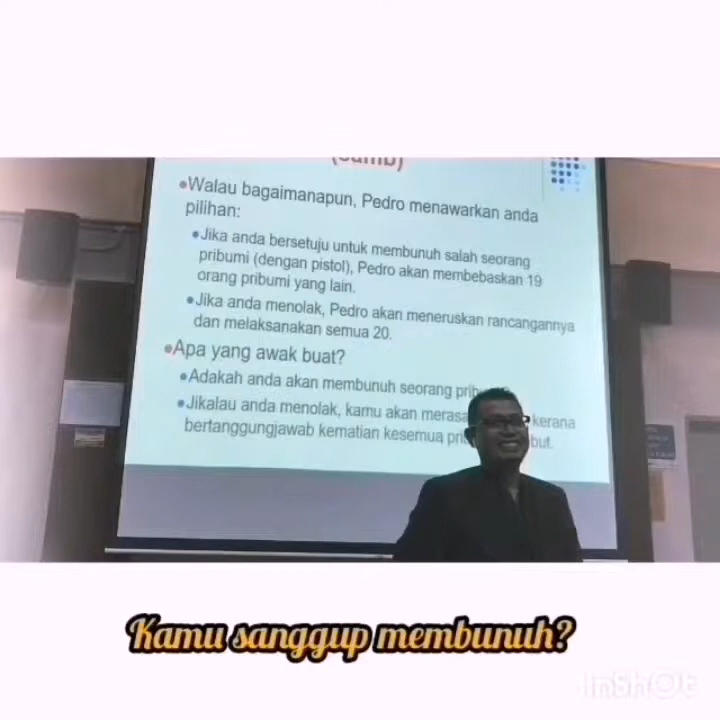 (samb)
Walau bagaimanapun, Pedro menawarkan anda
pilihan:
Jika anda bersetuju untuk membunuh salah seorang
pribumi (dengan pistol), Pedro akan membebaskan 19
orang pribumi yang lain.
Jika anda menolak, Pedro akan meneruskan rancangannya
dan melaksanakan semua 20.
Apa yang awak buat?
Adakah anda akan membunuh seorang
Jikalau anda menolak, kamu akan kerana
bertanggungjawab kematian kesemua
Kamu sanggup membunuh?
InShOt